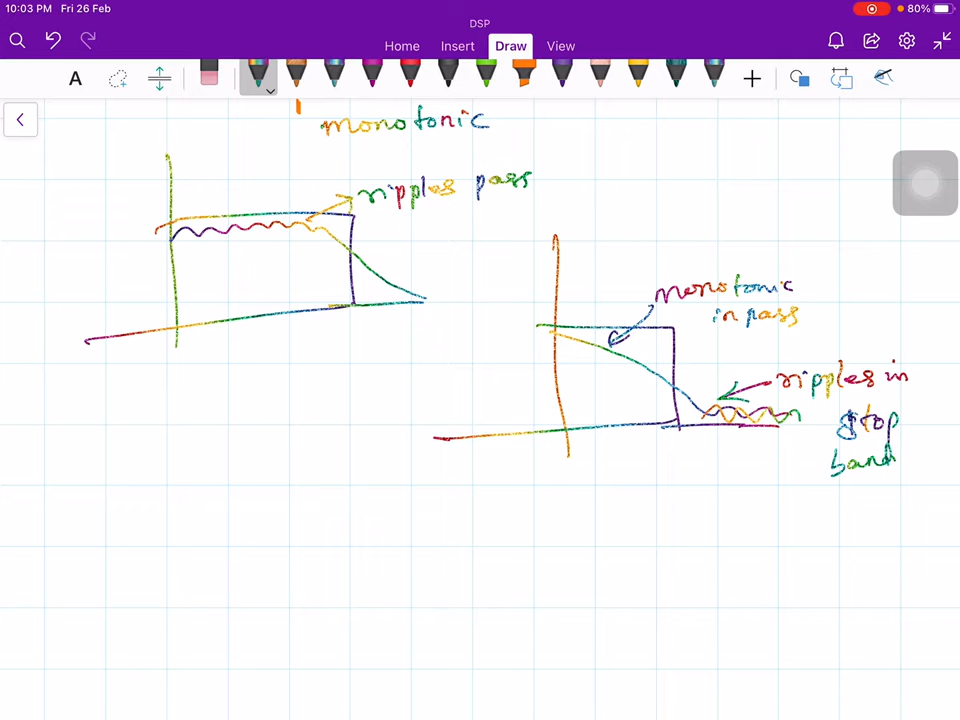 10:03 PM Fri 26 Feb
80%
DSP
Home Insert Draw View
A
monotonic
ripples pass
monotonic
in pass
ripples in
stop
band